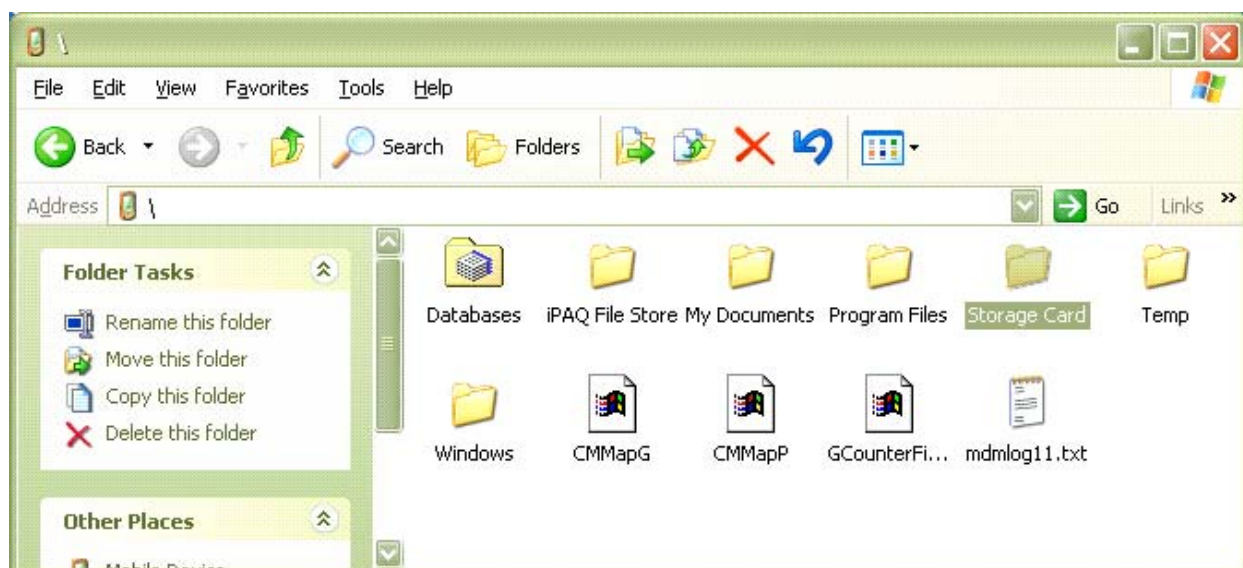 \
File Edit View Favorites Tools Help
Back Search Folders
Address \ Go Links »
Folder Tasks
Rename this folder
Move this folder
Copy this folder
Delete this folder
Other Places
Mobile Device
Databases iPAQ File Store My Documents Program Files Storage Card Temp
Windows CMMapG CMMapP GCounterFi... mdmlog11.txt